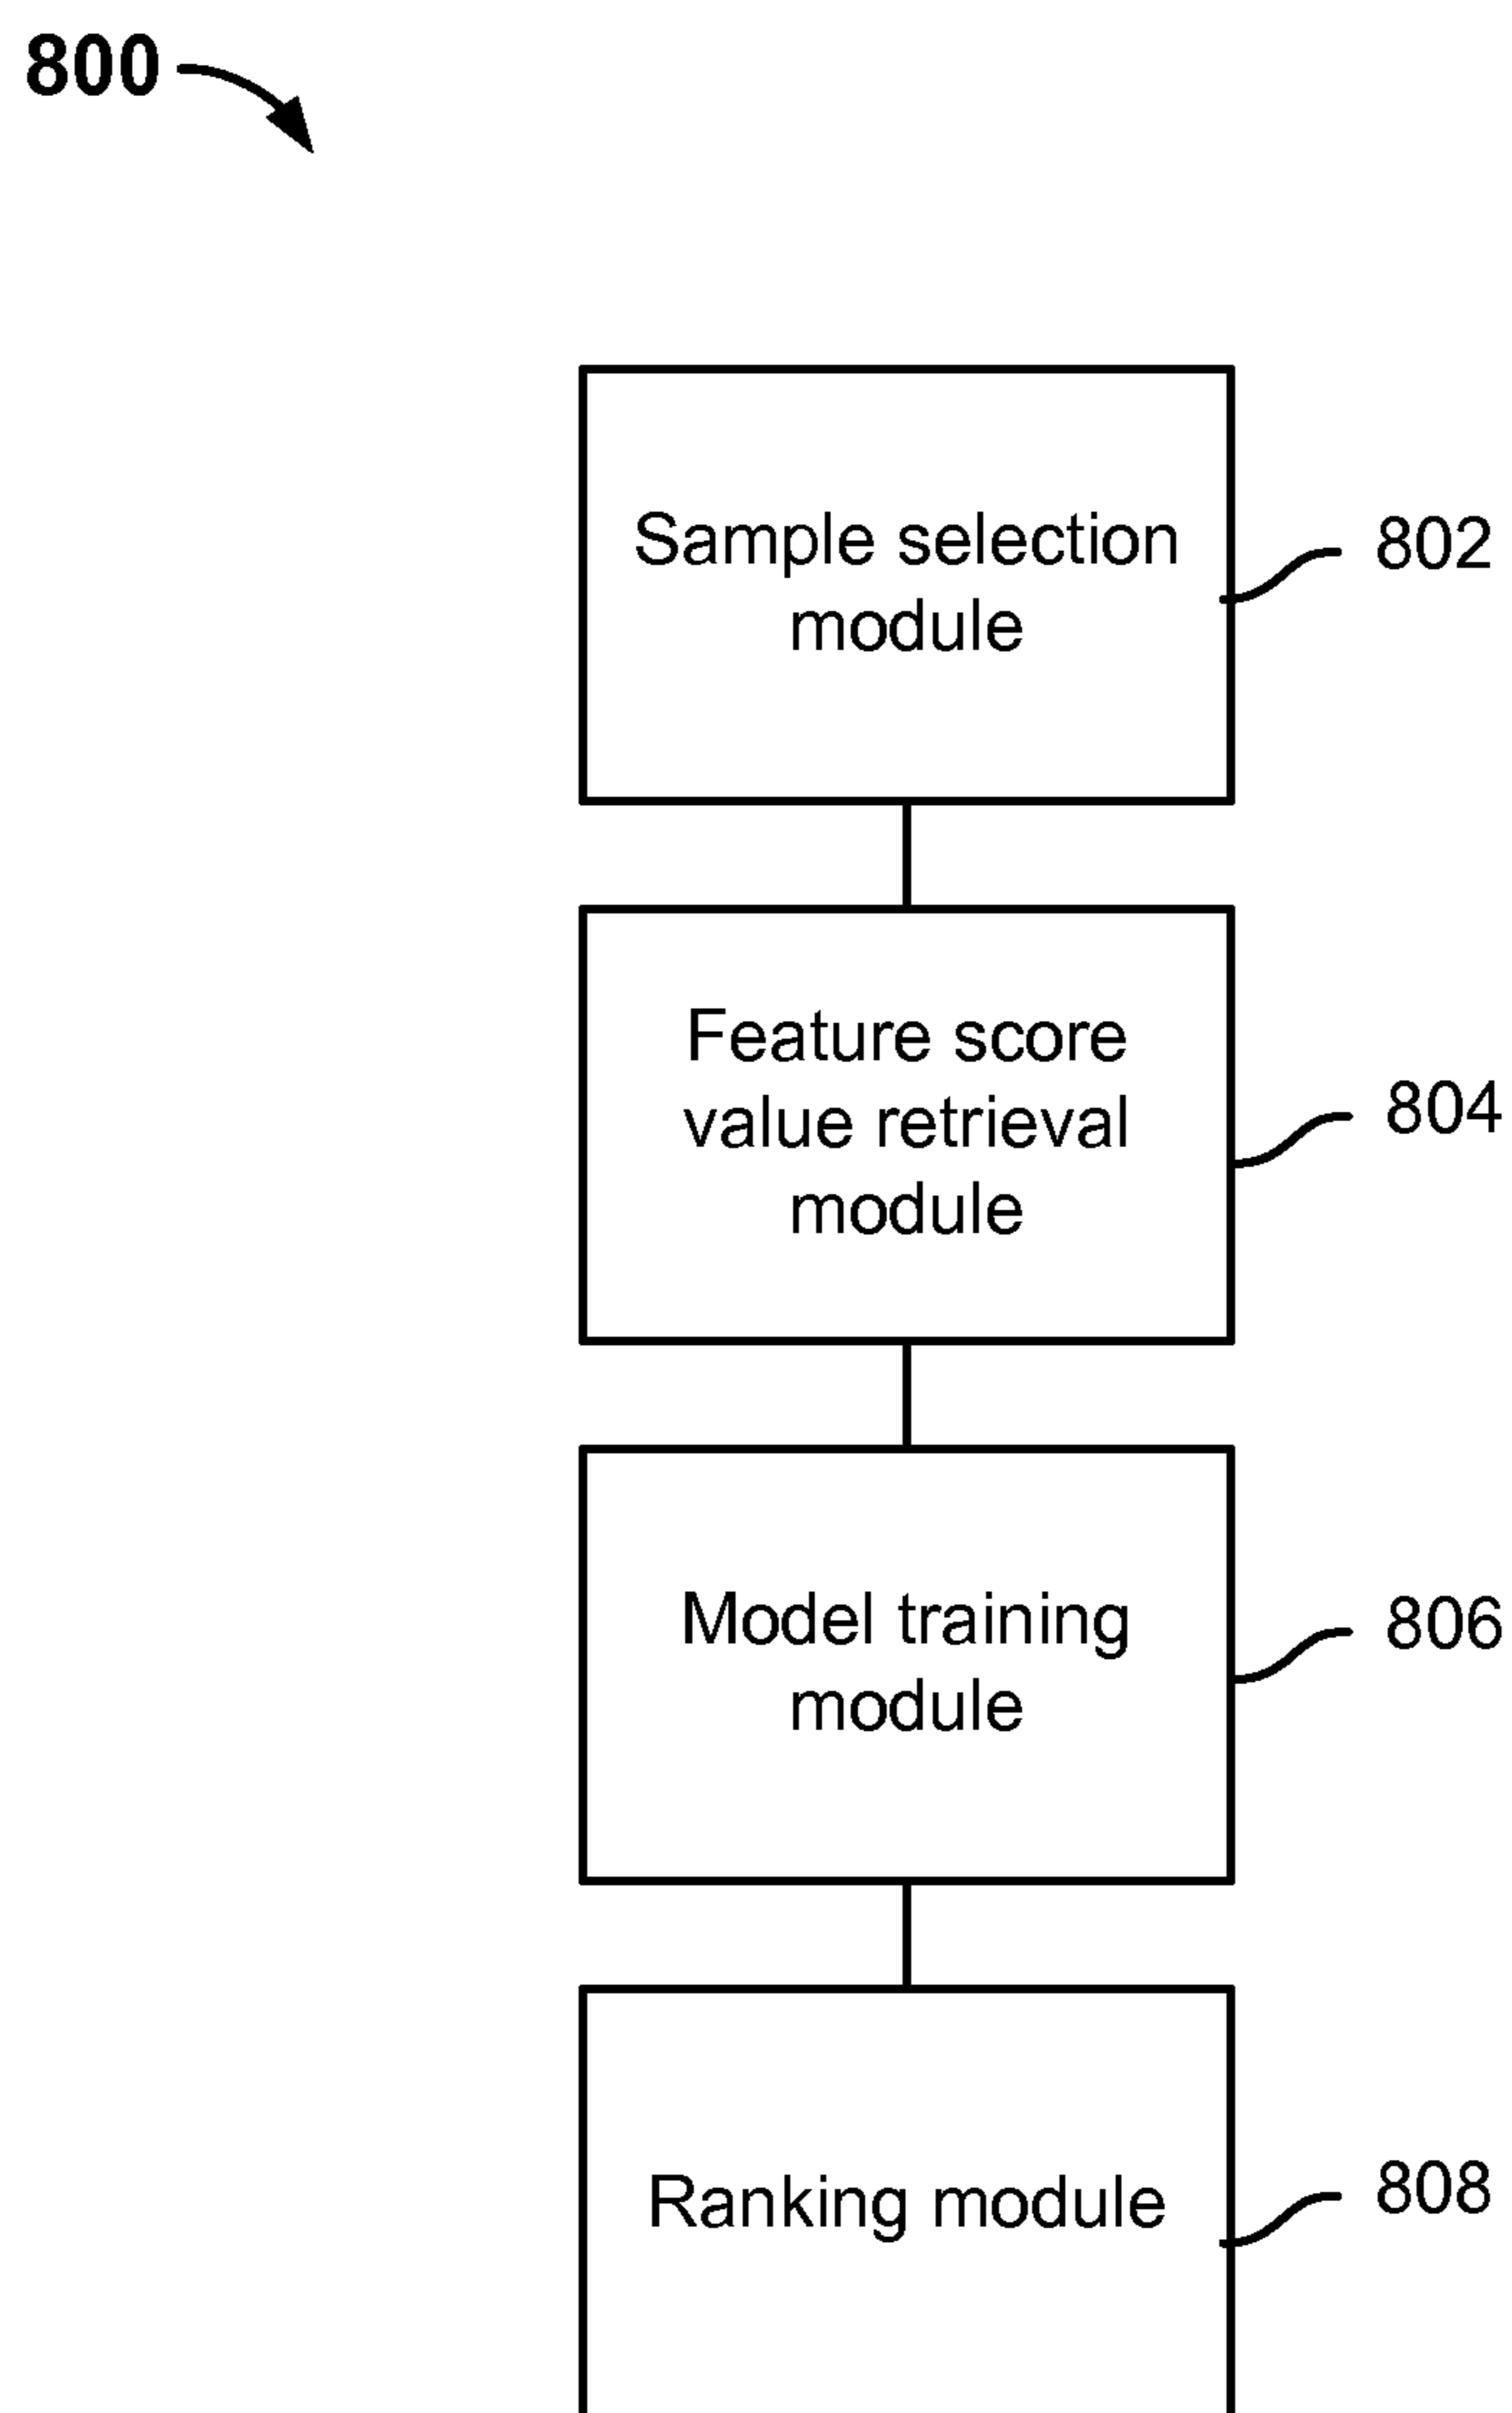 800
Sample selection
module
802
Feature score
value retrieval
module
804
Model training
module
806
Ranking module
808